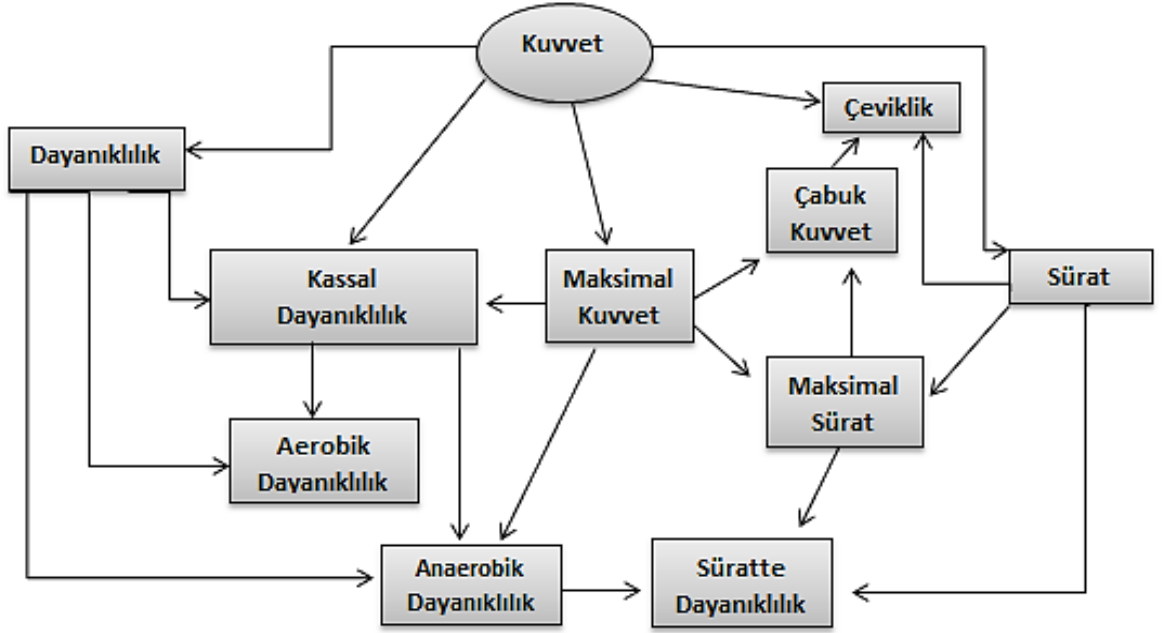 Kuvvet
Çeviklik
Dayanıklılık
Çabuk
Kuvvet
Kassal
Dayanıklılık
Maksimal
Kuvvet
Sürat
Maksimal
Sürat
Aerobik
Dayanıklılık
Anaerobik
Dayanıklılık
Süratte
Dayanıklılık